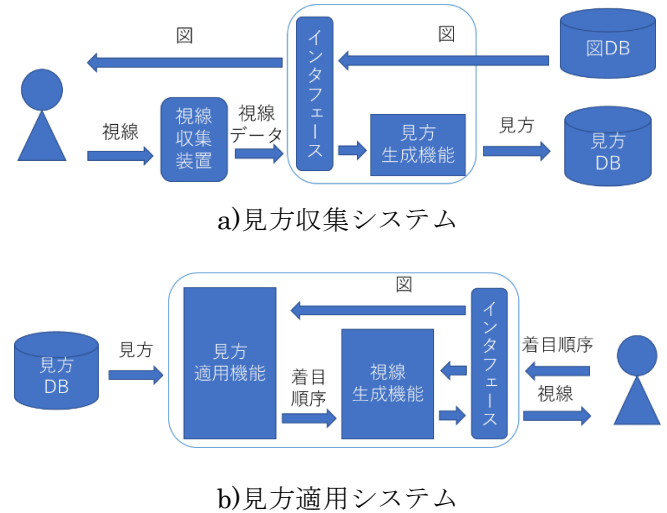 図
図
図DB
インタフェース
視線
視線
収集
装置
視線
データ
見方
生成機能
見方
見方
DB
a)見方収集システム
図
見方
DB
見方
見方
適用機能
着目
順序
視線
生成機能
インタフェース
着目順序
視線
b)見方適用システム